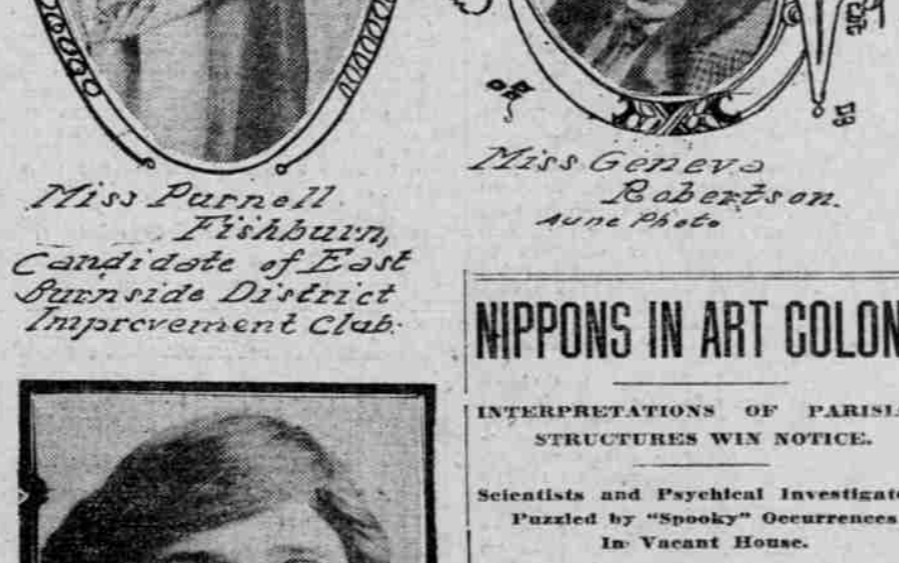 Miss Purnell
Fishburn,
Candidate of East
Burnside District
Improvement Club.
Miss Geneva
Robertson.
Aune Photo
NIPPONS IN ART COLON
INTERPRETATIONS OF PARISI
STRUCTURES WIN NOTICE.
Scientists and Psychical Investigat
Puzzled by "Spooky" Occurrences
In Vacant House.